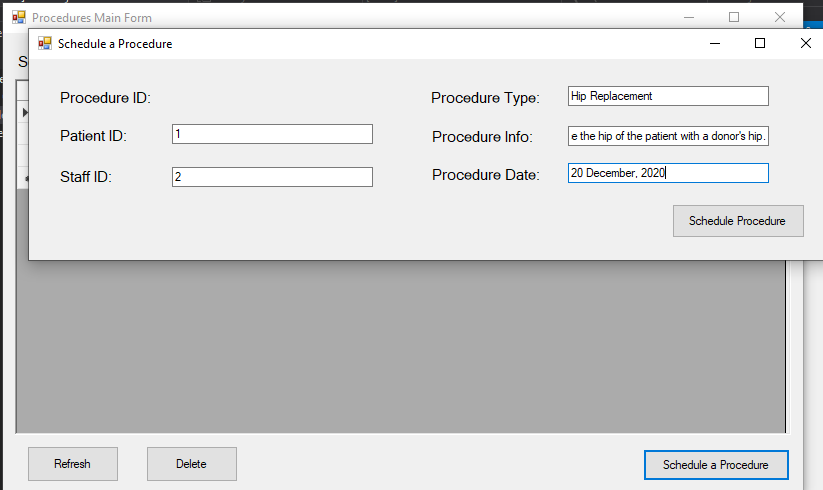 Procedures Main Form
Schedule a Procedure
Procedure ID:
Patient ID: 1
Staff ID: 2
Procedure Type: Hip Replacement
Procedure Info: e the hip of the patient with a donor's hip.
Procedure Date: 20 December, 2020
Schedule Procedure
Refresh
Delete
Schedule a Procedure